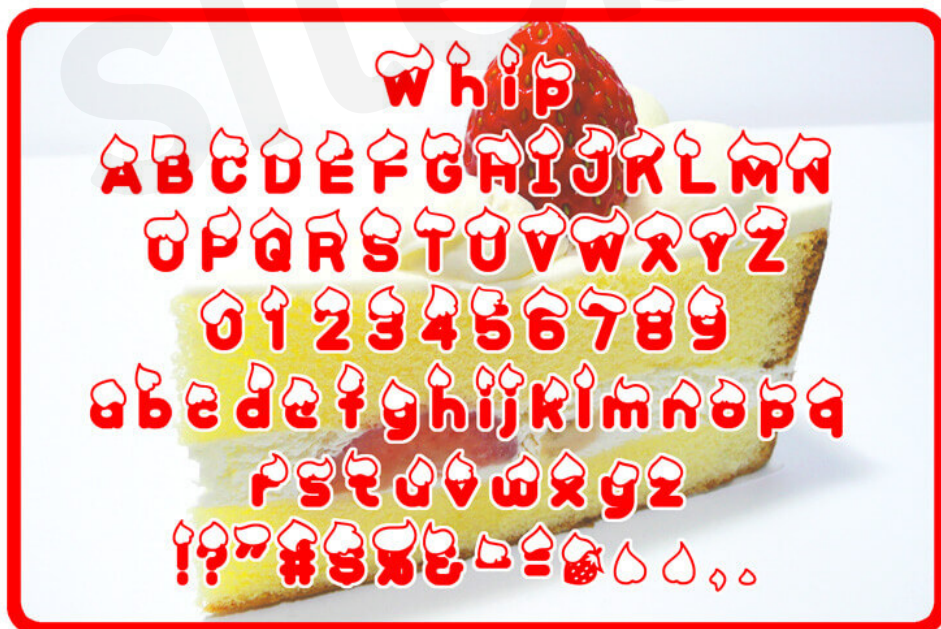 Whip
ABCDEFGHIJKLMN
OPQRSTUVWXYZ
0123456789
abcdefghijklmnopq
rstuvwxyz
!?"#$%&-=